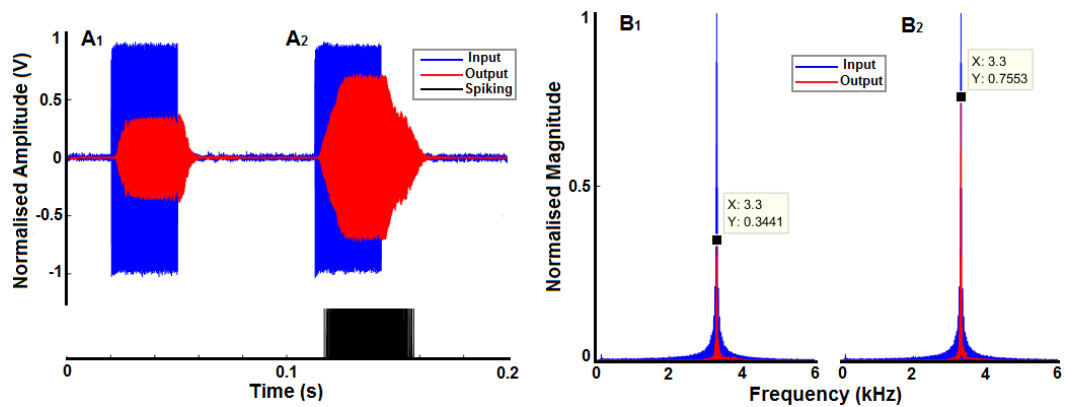 A1
A2
Input
Output
Spiking
Normalised Amplitude (V)
1
0.5
0
-0.5
-1
0
0.1
0.2
Time (s)
B1
B2
Input
Output
X: 3.3
Y: 0.3441
X: 3.3
Y: 0.7553
Normalised Magnitude
1
0.5
0
0
2
4
6
0
2
4
6
Frequency (kHz)